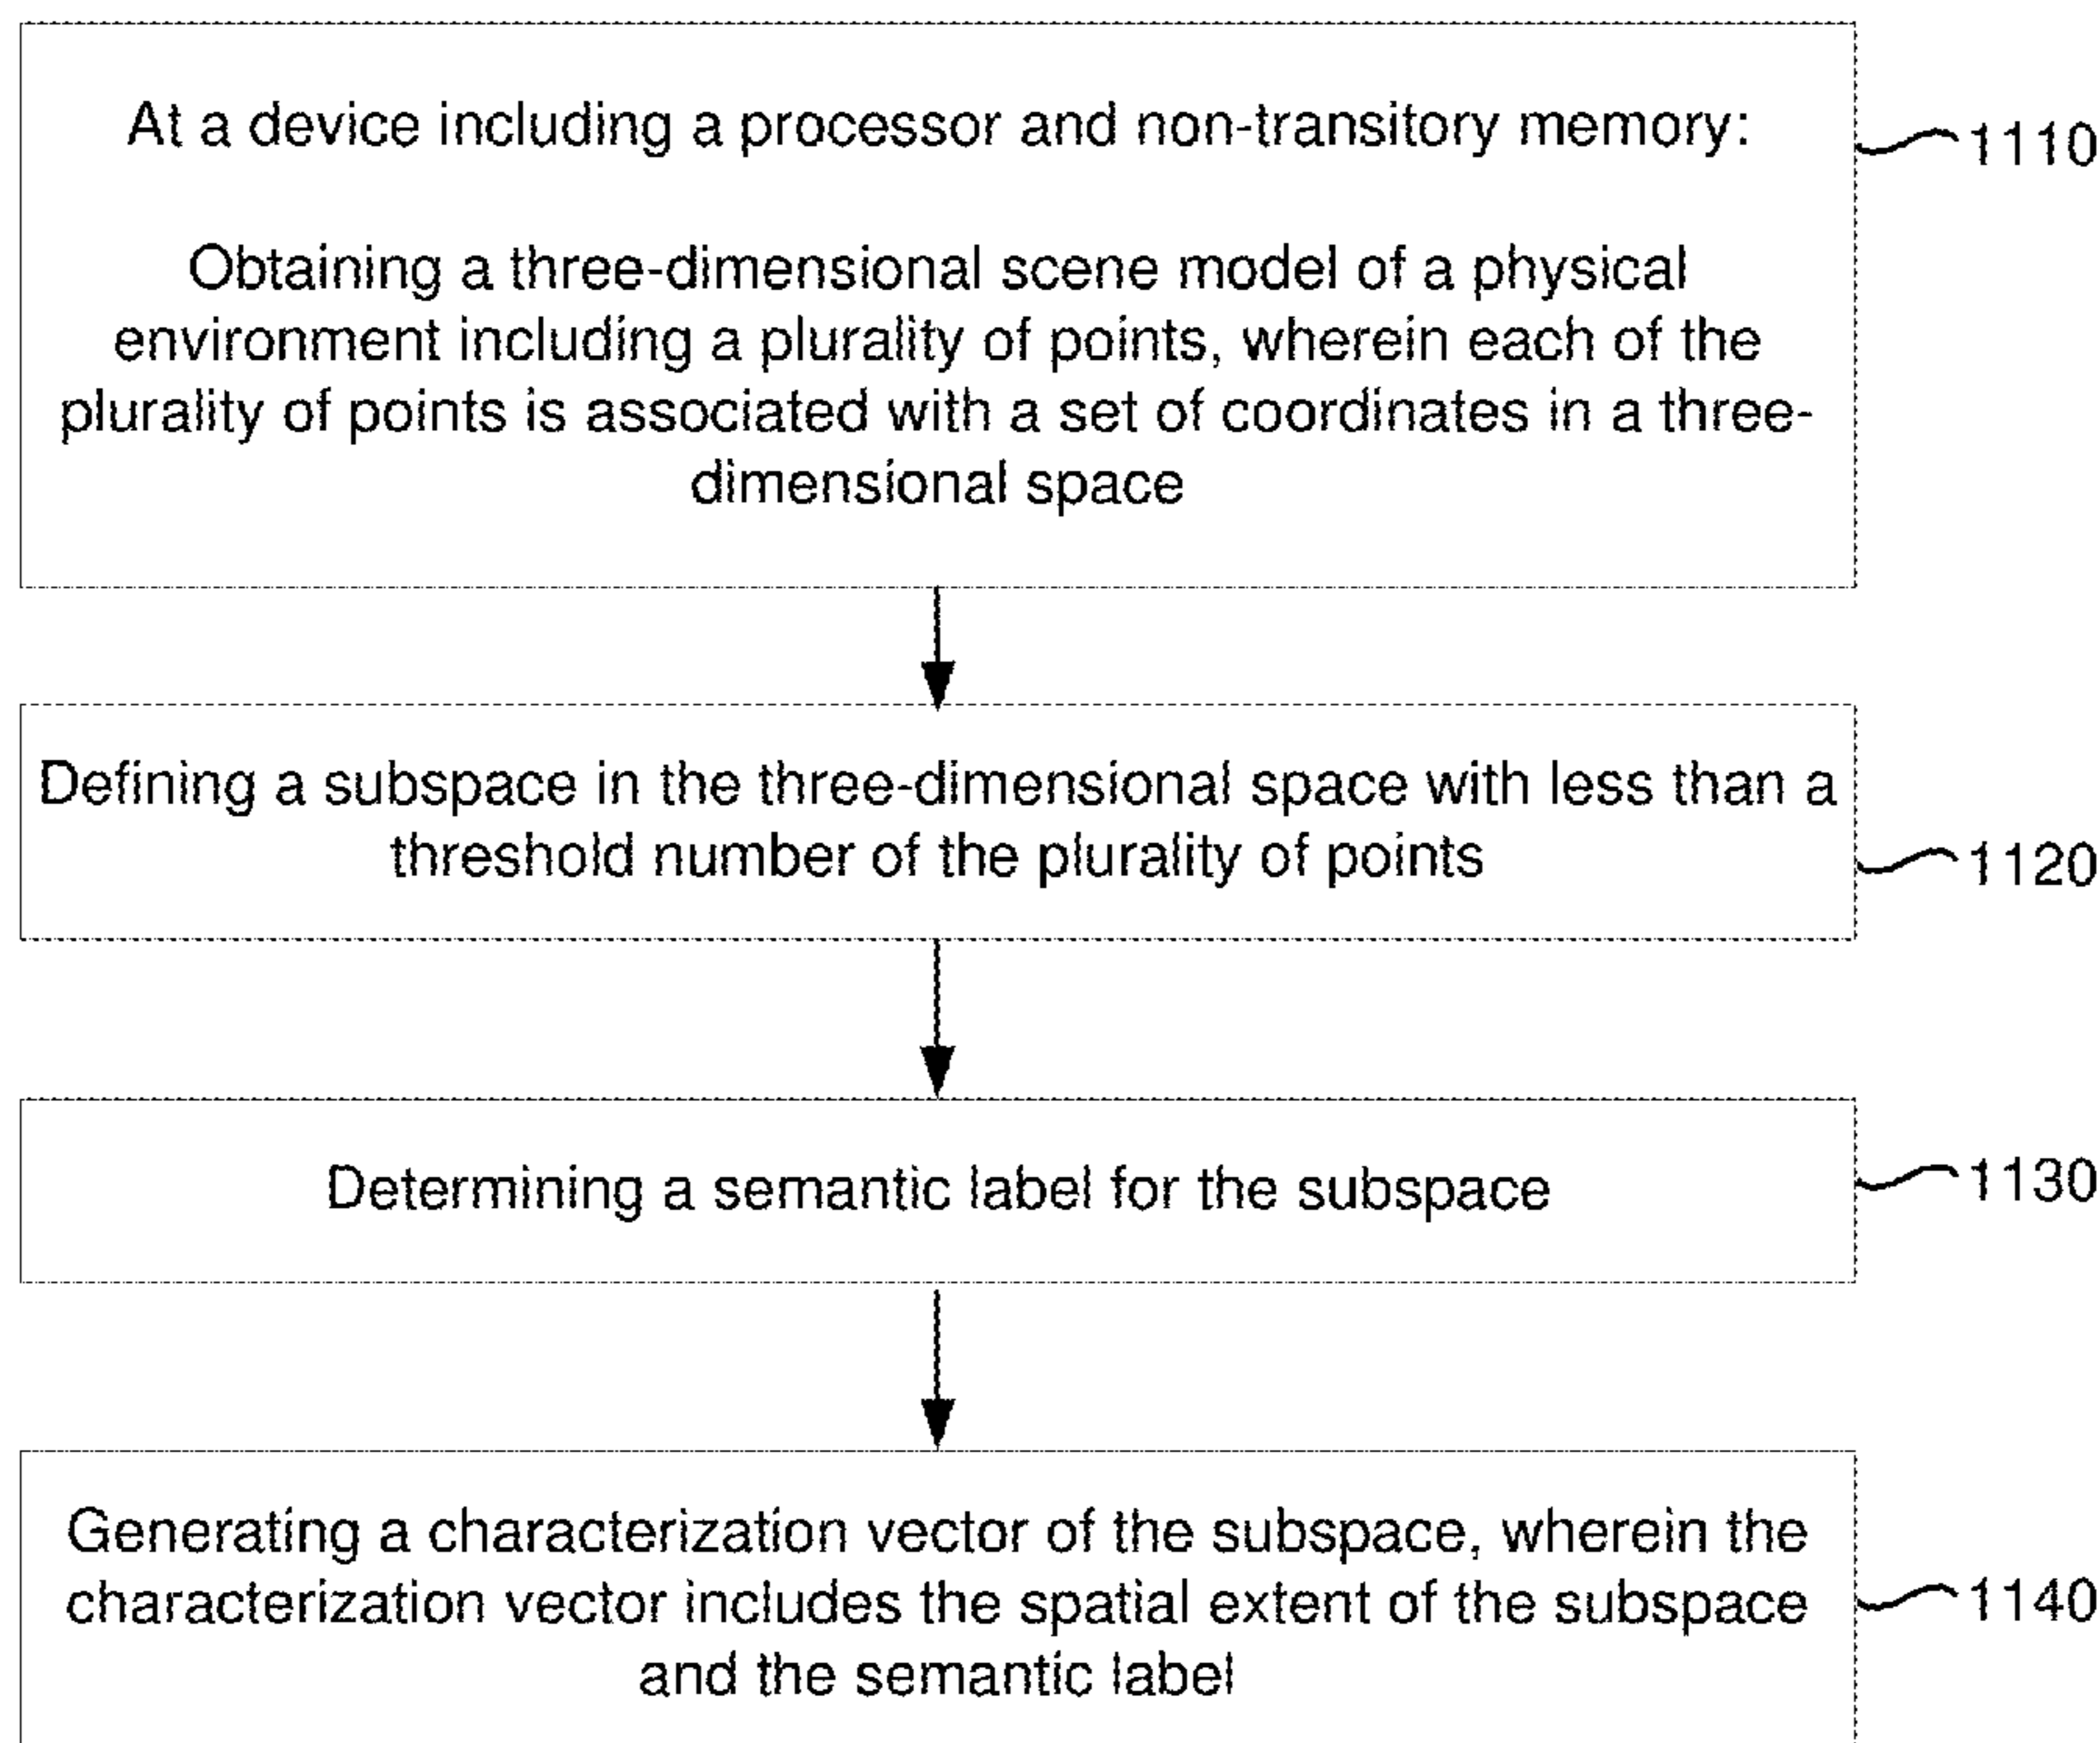 At a device including a processor and non-transitory memory:
1110
Obtaining a three-dimensional scene model of a physical
environment including a plurality of points, wherein each of the
plurality of points is associated with a set of coordinates in a three-
dimensional space
Defining a subspace in the three-dimensional space with less than a
threshold number of the plurality of points
1120
Determining a semantic label for the subspace
1130
Generating a characterization vector of the subspace, wherein the
characterization vector includes the spatial extent of the subspace
and the semantic label
1140